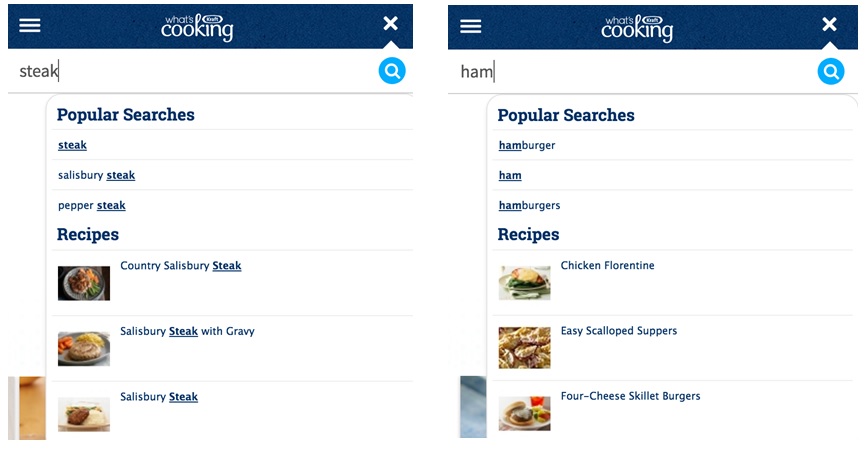 what's Kraft
cooking
steak
Popular Searches
steak
salisbury steak
pepper steak
Recipes
Country Salisbury Steak
Salisbury Steak with Gravy
Salisbury Steak
what's Kraft
cooking
ham
Popular Searches
hamburger
ham
hamburgers
Recipes
Chicken Florentine
Easy Scalloped Suppers
Four-Cheese Skillet Burgers